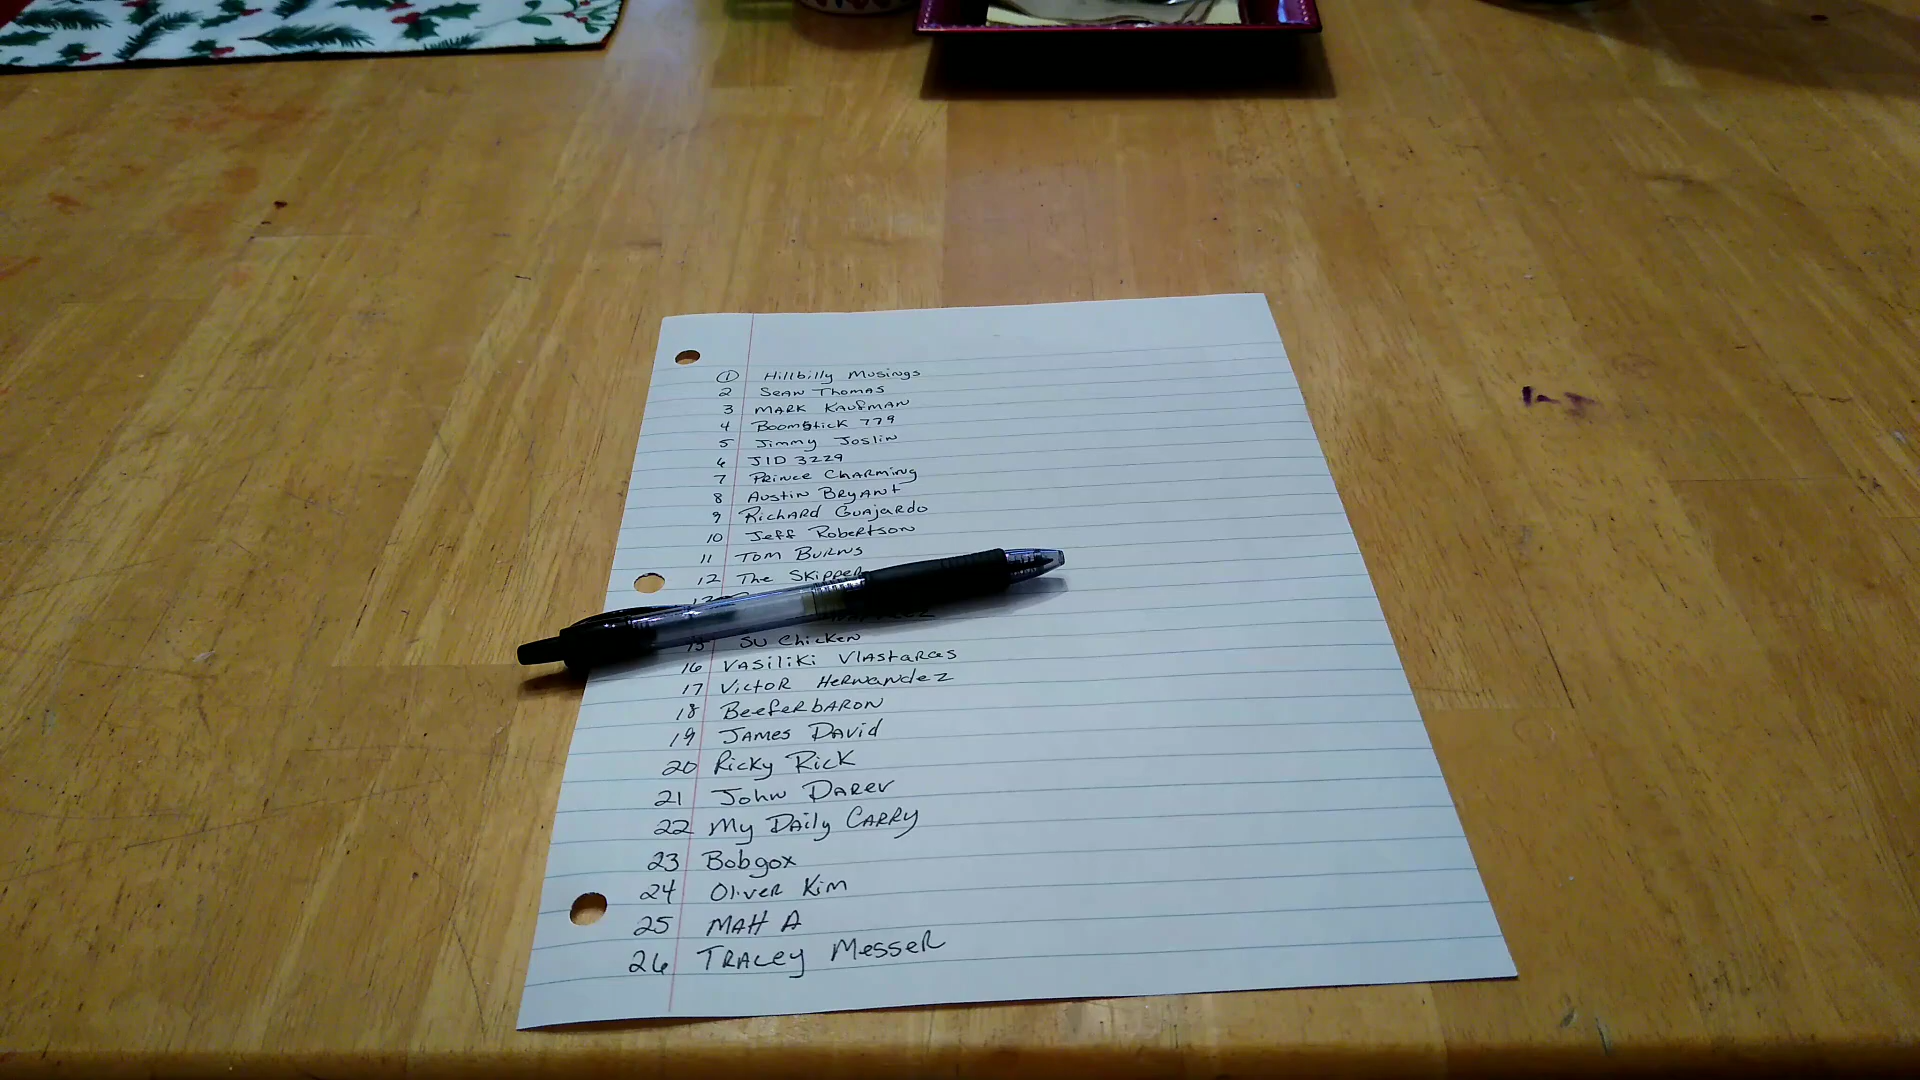 1 Hillbilly Musings
2 Sean Thomas
3 Mark Kaufman
4 Boomstick 779
5 Jimmy Joslin
6 JID 3229
7 Prince Charming
8 Austin Bryant
9 Richard Guajardo
10 Jeff Robertson
11 Tom Burns
12 The Skipper
13
15 SU Chicken
16 Vasiliki Vlastaras
17 Victor Hernandez
18 Beeferbaron
19 James David
20 Ricky Rick
21 John Darev
22 My Daily Carry
23 Bobgox
24 Oliver Kim
25 Matt A
26 Tracey Messer